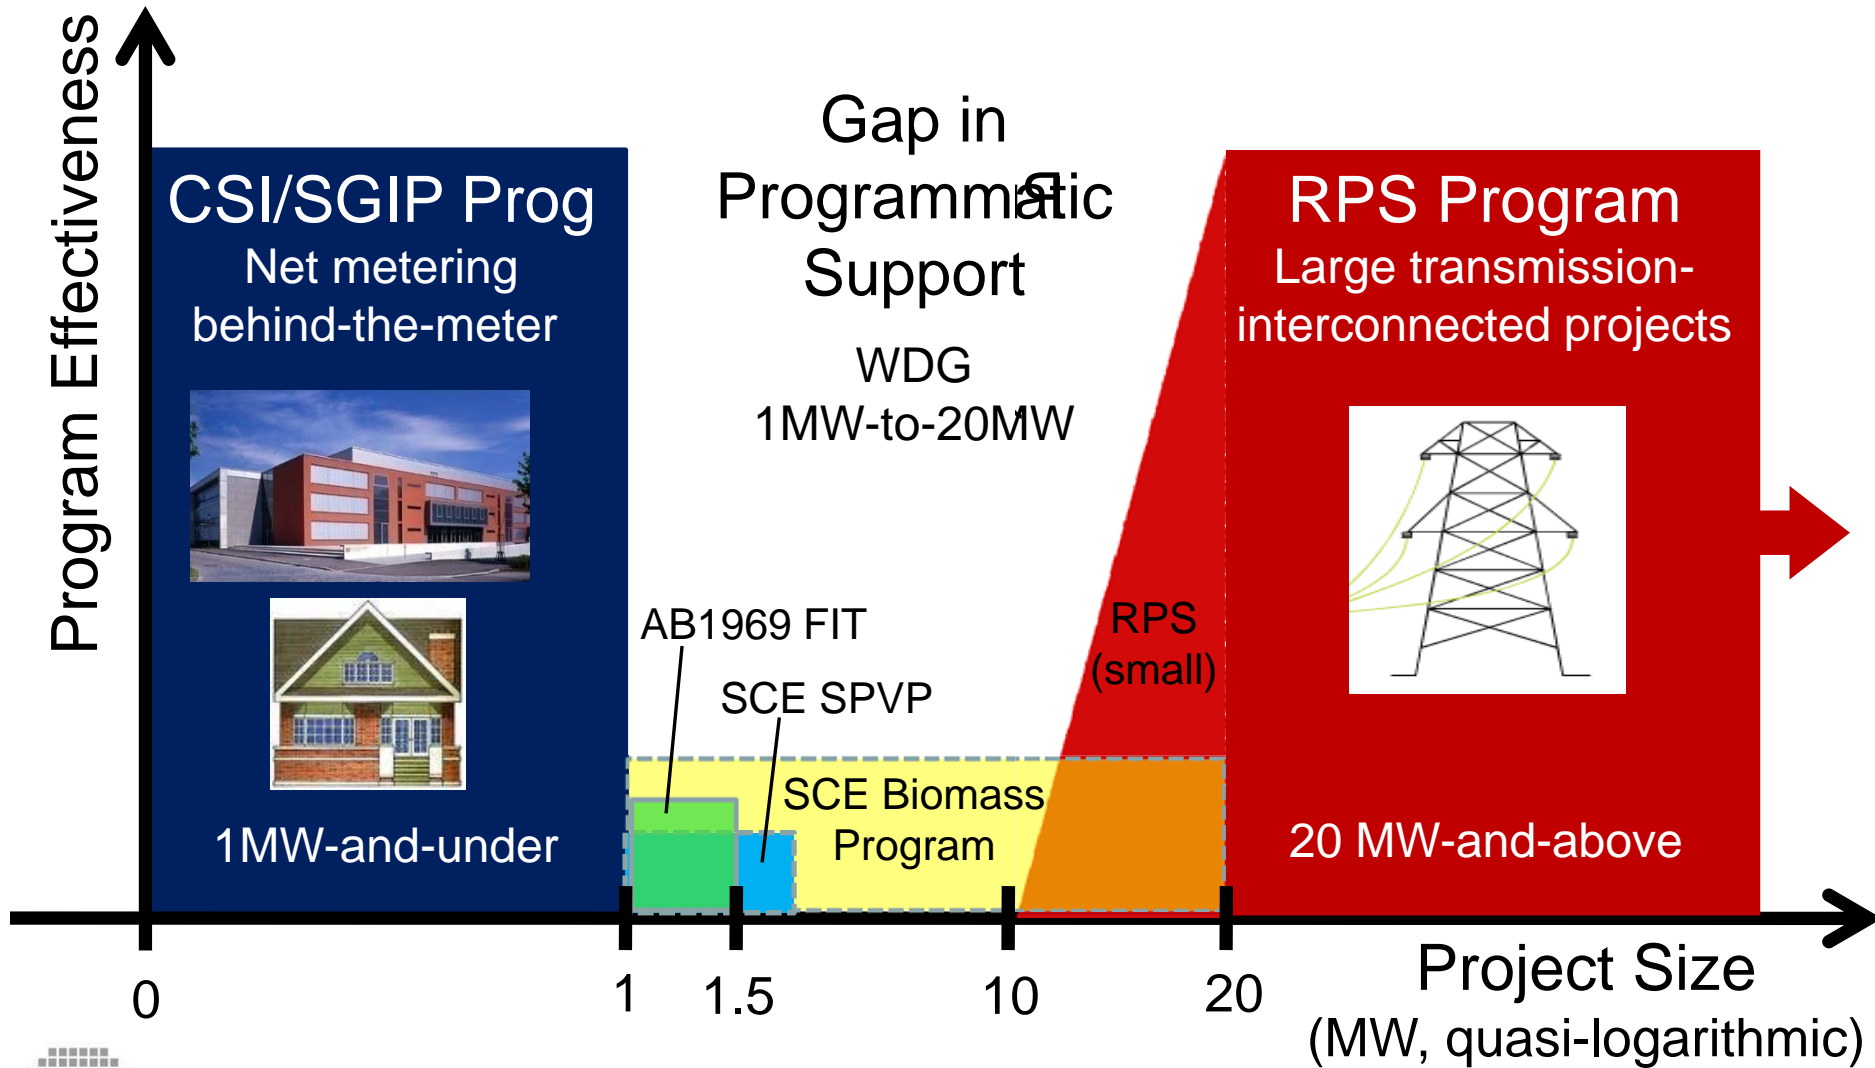 Program Effectiveness
CSI/SGIP Prog
Net metering
behind-the-meter
1MW-and-under
Gap in
Programmatic
Support
WDG
1MW-to-20MW
AB1969 FIT
SCE SPVP
SCE Biomass
Program
RPS
(small)
RPS Program
Large transmission-
interconnected projects
20 MW-and-above
0
1
1.5
10
20
Project Size
(MW, quasi-logarithmic)